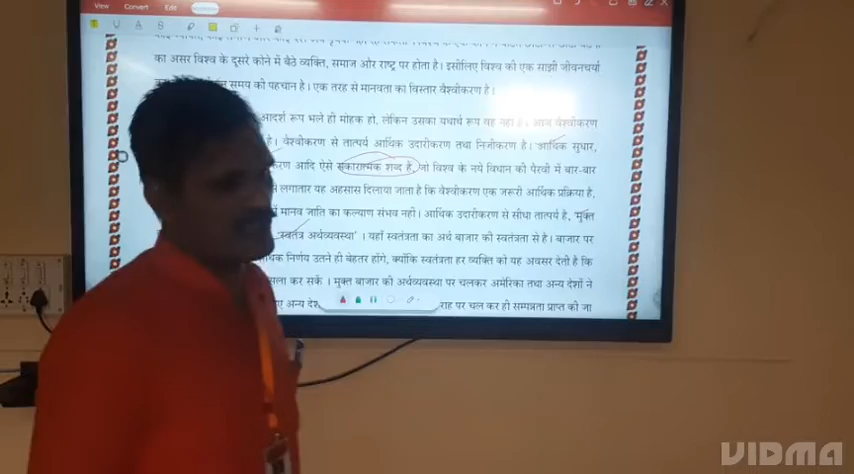 View Convert Edit
का असर विश्व के दूसरे कोने में बैठे व्यक्ति, समाज और राष्ट्र पर होता है। इसीलिए विश्व की एक साझी जीवनचर्या
समय की पहचान है। एक तरह से मानवता का विस्तार वैश्वीकरण है।
आदर्श रूप भले ही मोहक हो, लेकिन उसका यथार्थ रूप वह नहीं है। आज वैश्वीकरण
है। वैश्वीकरण से तात्पर्य आर्थिक उदारीकरण तथा निजीकरण है। आर्थिक सुधार,
आदि ऐसे सकारात्मक शब्द हैं, जो विश्व के नये विधान की पैरवी में बार-बार
लगातार यह अहसास दिलाया जाता है कि वैश्वीकरण एक जरूरी आर्थिक प्रक्रिया है,
मानव जाति का कल्याण संभव नहीं। आर्थिक उदारीकरण से सीधा तात्पर्य है, 'मुक्त
'स्वतंत्र अर्थव्यवस्था'। यहाँ स्वतंत्रता का अर्थ बाजार की स्वतंत्रता से है। बाजार पर
निर्णय उतने ही बेहतर होंगे, क्योंकि स्वतंत्रता हर व्यक्ति को यह अवसर देती है कि
कर सकें। मुक्त बाजार की अर्थव्यवस्था पर चलकर अमेरिका तथा अन्य देशों ने
अन्य राह पर चल कर ही सम्पन्नता प्राप्त की जा
VIDMA